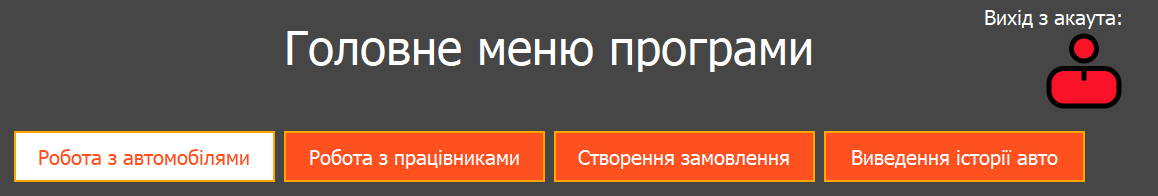 Вихід з акаута:
Головне меню програми
Робота з автомобілями
Робота з працівниками
Створення замовлення
Виведення історії авто